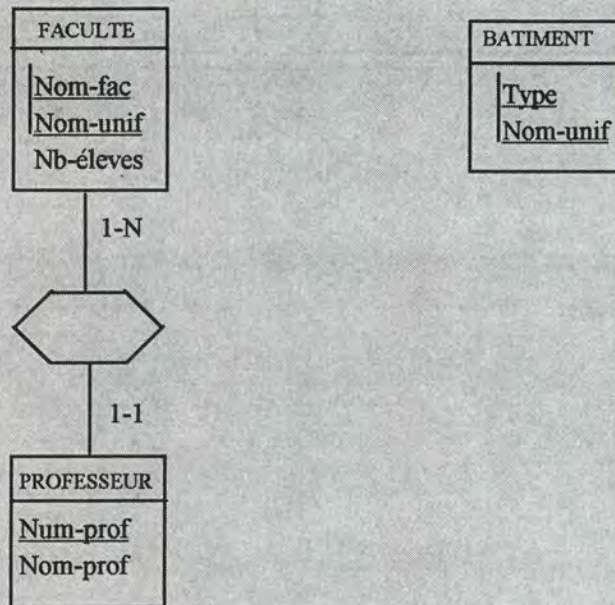 FACULTE
Nom-fac
Nom-unif
Nb-éleves
1-N
1-1
PROFESSEUR
Num-prof
Nom-prof
BATIMENT
Type
Nom-unif